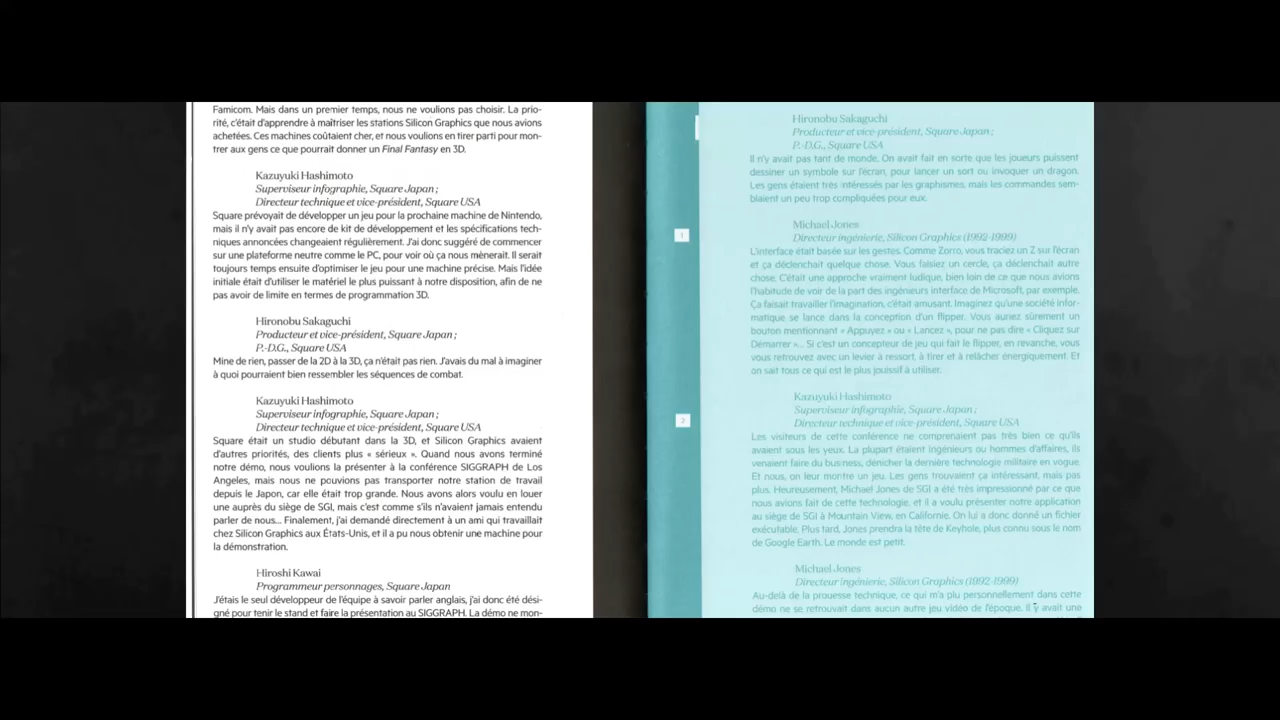 Famicom. Mais dans un premier temps, nous ne voulions pas choisir. La prio-
rité, c'était d'apprendre à maîtriser les stations Silicon Graphics que nous avions
achetées. Ces machines coûtaient cher, et nous voulions en tirer parti pour mon-
trer aux gens ce que pourrait donner un Final Fantasy en 3D.
Kazuyuki Hashimoto
Superviseur infographie, Square Japan ;
Directeur technique et vice-président, Square USA
Square prévoyait de développer un jeu pour la prochaine machine de Nintendo,
mais il n'y avait pas encore de kit de développement et les spécifications tech-
niques annoncées changeaient régulièrement. J'ai donc suggéré de commencer
sur une plateforme neutre comme le PC, pour voir où ça nous mènerait. Il serait
toujours temps ensuite d'optimiser le jeu pour une machine précise. Mais l'idée
initiale était d'utiliser le matériel le plus puissant à notre disposition, afin de ne
pas avoir de limite en termes de programmation 3D.
Hironobu Sakaguchi
Producteur et vice-président, Square Japan ;
P.-D.G., Square USA
Mine de rien, passer de la 2D à la 3D, ça n'était pas rien. J'avais du mal à imaginer
à quoi pourraient bien ressembler les séquences de combat.
Kazuyuki Hashimoto
Superviseur infographie, Square Japan ;
Directeur technique et vice-président, Square USA
Square était un studio débutant dans la 3D, et Silicon Graphics avaient
d'autres priorités, des clients plus « sérieux ». Quand nous avons terminé
notre démo, nous voulions la présenter à la conférence SIGGRAPH de Los
Angeles, mais nous ne pouvions pas transporter notre station de travail
depuis le Japon, car elle était trop grande. Nous avons alors voulu en louer
une auprès du siège de SGI, mais c'est comme s'ils n'avaient jamais entendu
parler de nous... Finalement, j'ai demandé directement à un ami qui travaillait
chez Silicon Graphics aux États-Unis, et il a pu nous obtenir une machine pour
la démonstration.
Hiroshi Kawai
Programmeur personnages, Square Japan
J'étais le seul développeur de l'équipe à savoir parler anglais, j'ai donc été dési-
gné pour tenir le stand et faire la présentation au SIGGRAPH. La démo ne mon-
Hironobu Sakaguchi
Producteur et vice-président, Square Japan ;
P.-D.G., Square USA
Il n'y avait pas tant de monde. On avait fait en sorte que les joueurs puissent
dessiner un symbole sur l'écran, pour lancer un sort ou invoquer un dragon.
Les gens étaient très intéressés par les graphismes, mais les commandes sem-
blaient un peu trop compliquées pour eux.
1
Michael Jones
Directeur ingénierie, Silicon Graphics (1992-1999)
L'interface était basée sur les gestes. Comme Zorro, vous traciez un Z sur l'écran
et ça déclenchait quelque chose. Vous faisiez un cercle, ça déclenchait autre
chose. C'était une approche vraiment ludique, bien loin de ce que nous avions
l'habitude de voir de la part des ingénieurs interface de Microsoft, par exemple.
Ça faisait travailler l'imagination, c'était amusant. Imaginez qu'une société infor-
matique se lance dans la conception d'un flipper. Vous auriez sûrement un
bouton mentionnant « Appuyez » ou « Lancez », pour ne pas dire « Cliquez sur
Démarrer »... Si c'est un concepteur de jeu qui fait le flipper, en revanche, vous
vous retrouvez avec un levier à ressort, à tirer et à relâcher énergiquement. Et
on sait tous ce qui est le plus jouissif à utiliser.
Kazuyuki Hashimoto
Superviseur infographie, Square Japan ;
2
Directeur technique et vice-président, Square USA
Les visiteurs de cette conférence ne comprenaient pas très bien ce qu'ils
avaient sous les yeux. La plupart étaient ingénieurs ou hommes d'affaires, ils
venaient faire du business, dénicher la dernière technologie militaire en vogue.
Et nous, on leur montre un jeu. Les gens trouvaient ça intéressant, mais pas
plus. Heureusement, Michael Jones de SGI a été très impressionné par ce que
nous avions fait de cette technologie, et il a voulu présenter notre application
au siège de SGI à Mountain View, en Californie. On lui a donc donné un fichier
exécutable. Plus tard, Jones prendra la tête de Keyhole, plus connu sous le nom
de Google Earth. Le monde est petit.
Michael Jones
Directeur ingénierie, Silicon Graphics (1992-1999)
Au-delà de la prouesse technique, ce qui m'a plu personnellement dans cette
démo ne se retrouvait dans aucun autre jeu vidéo de l'époque. Il y avait une